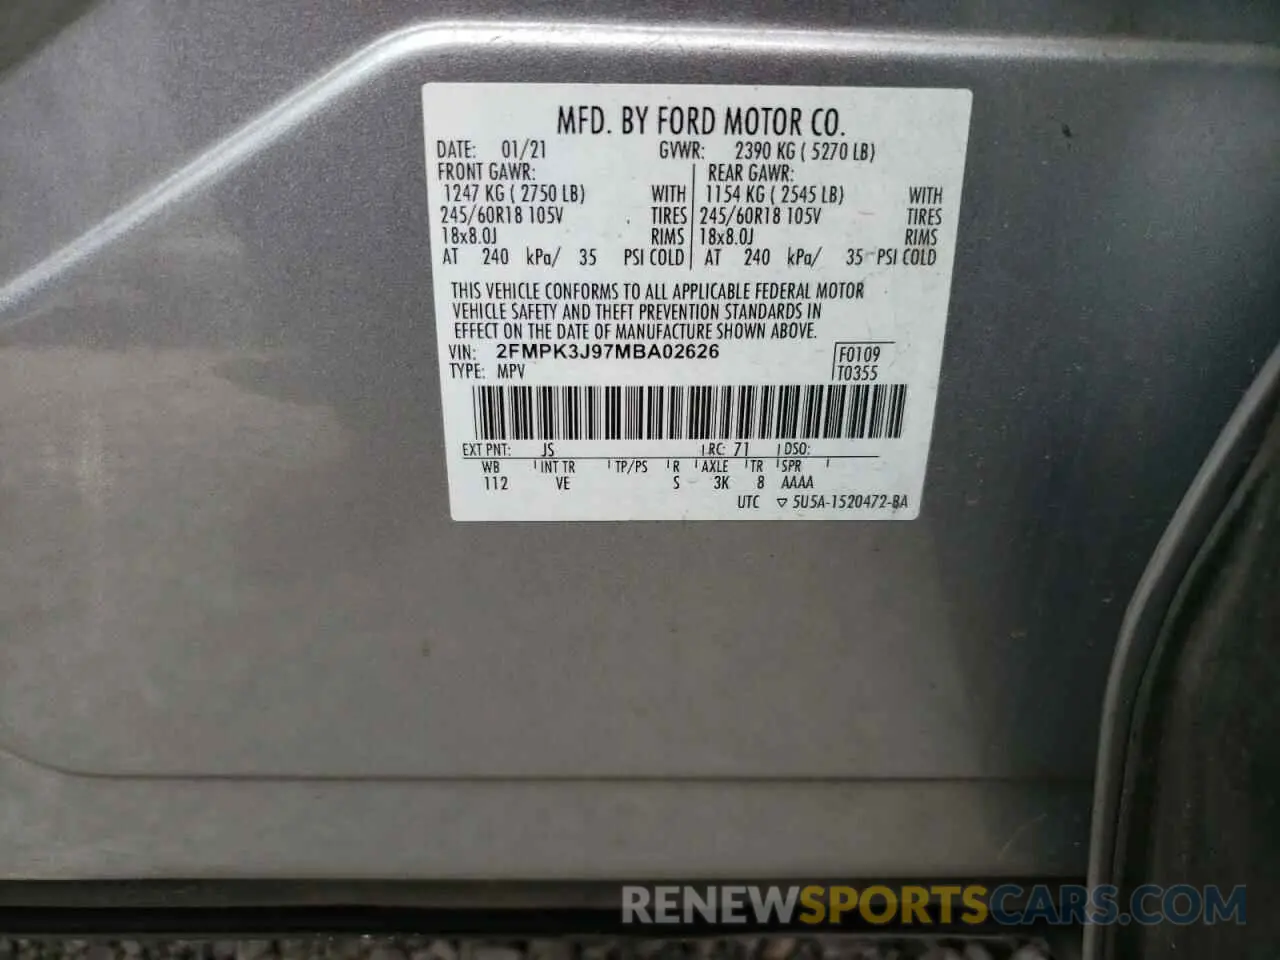 MFD. BY FORD MOTOR CO.
DATE: 01/21 GVWR: 2390 KG ( 5270 LB)
FRONT GAWR: REAR GAWR:
1247 KG ( 2750 LB) WITH 1154 KG ( 2545 LB) WITH
245/60R18 105V TIRES 245/60R18 105V TIRES
18x8.0J RIMS 18x8.0J RIMS
AT 240 kPa/ 35 PSI COLD AT 240 kPa/ 35 PSI COLD
THIS VEHICLE CONFORMS TO ALL APPLICABLE FEDERAL MOTOR
VEHICLE SAFETY AND THEFT PREVENTION STANDARDS IN
EFFECT ON THE DATE OF MANUFACTURE SHOWN ABOVE.
VIN: 2FMPK3J97MBA02626 F0109
TYPE: MPV T0355
EXT PNT: JS RC: 71 DSO:
WB INT TR TP/PS R AXLE TR SPR
112 VE S 3K 8 AAAA
UTC ▽ 5U5A-1520472-BA
RENEWSPORTSCARS.COM